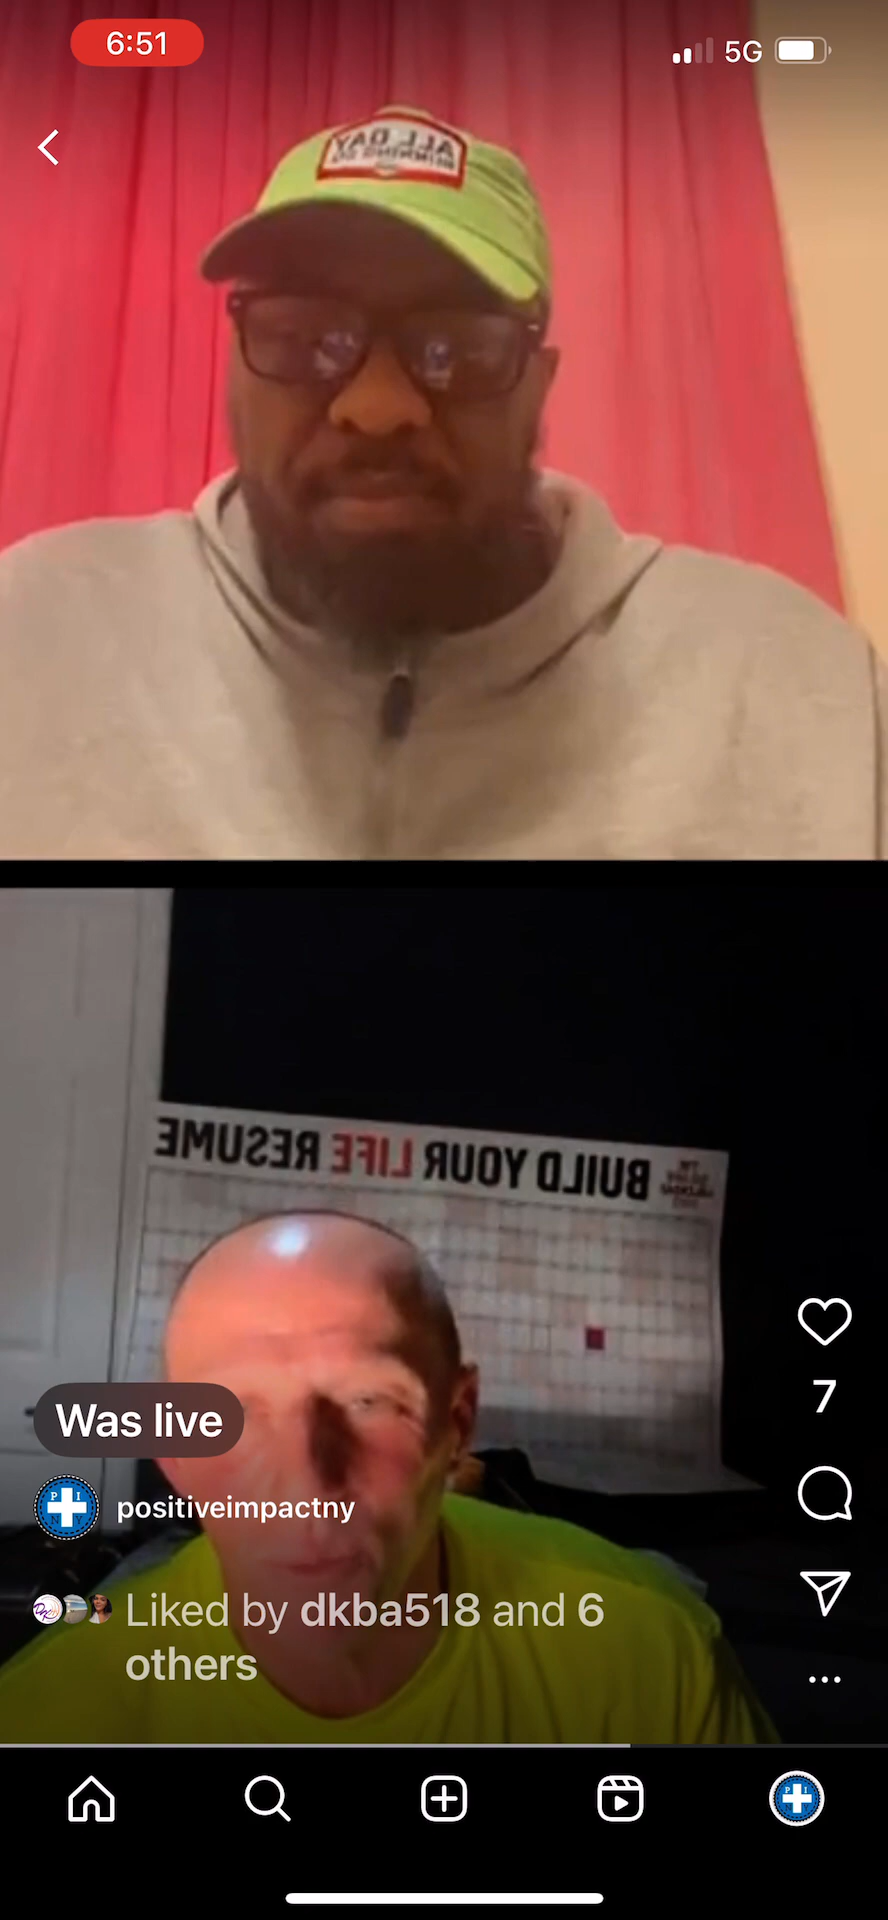 6:51
5G
ALL DAY
BUILD YOUR LIFE RESUME
7
Was live
positiveimpactny
Liked by dkba518 and 6
others